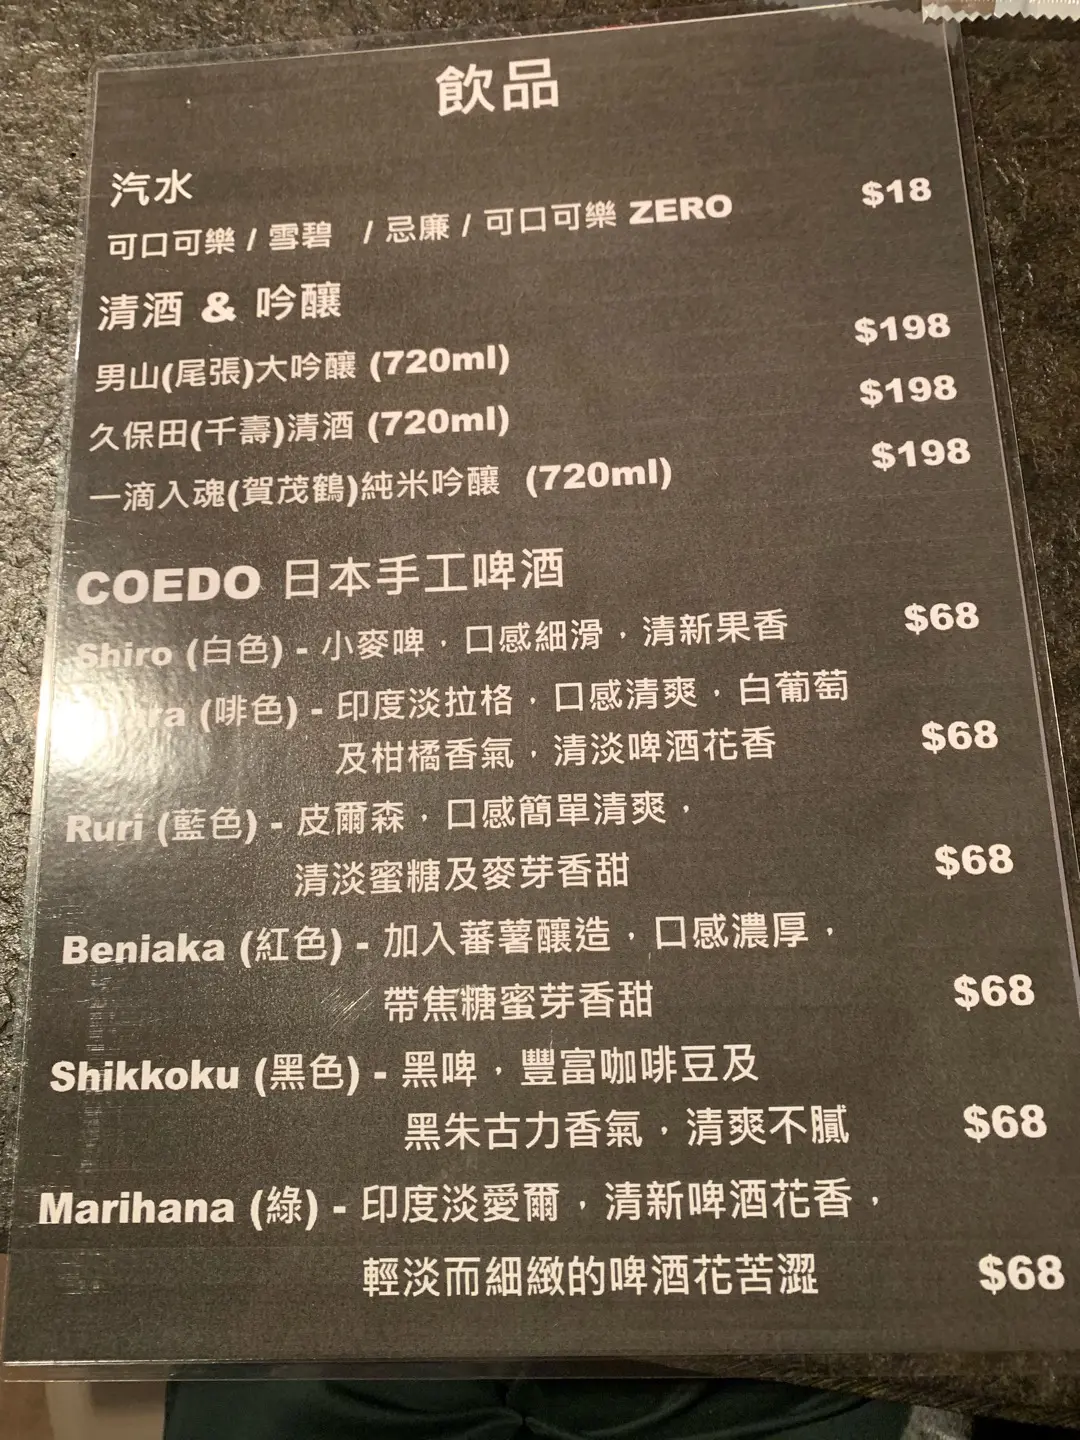 飲品
汽水
可口可樂 / 雪碧 / 忌廉 / 可口可樂 ZERO $18
清酒 & 吟釀
男山(尾張)大吟釀 (720ml) $198
久保田(千壽)清酒 (720ml) $198
一滴入魂(賀茂鶴)純米吟釀 (720ml) $198
COEDO 日本手工啤酒
Shiro (白色) - 小麥啤，口感細滑，清新果香 $68
(啡色) - 印度淡拉格，口感清爽，白葡萄
及柑橘香氣，清淡啤酒花香 $68
Ruri (藍色) - 皮爾森，口感簡單清爽，
清淡蜜糖及麥芽香甜 $68
Beniaka (紅色) - 加入蕃薯釀造，口感濃厚，
帶焦糖蜜芽香甜 $68
Shikkoku (黑色) - 黑啤，豐富咖啡豆及
黑朱古力香氣，清爽不膩 $68
Marihana (綠) - 印度淡愛爾，清新啤酒花香，
輕淡而細緻的啤酒花苦澀 $68